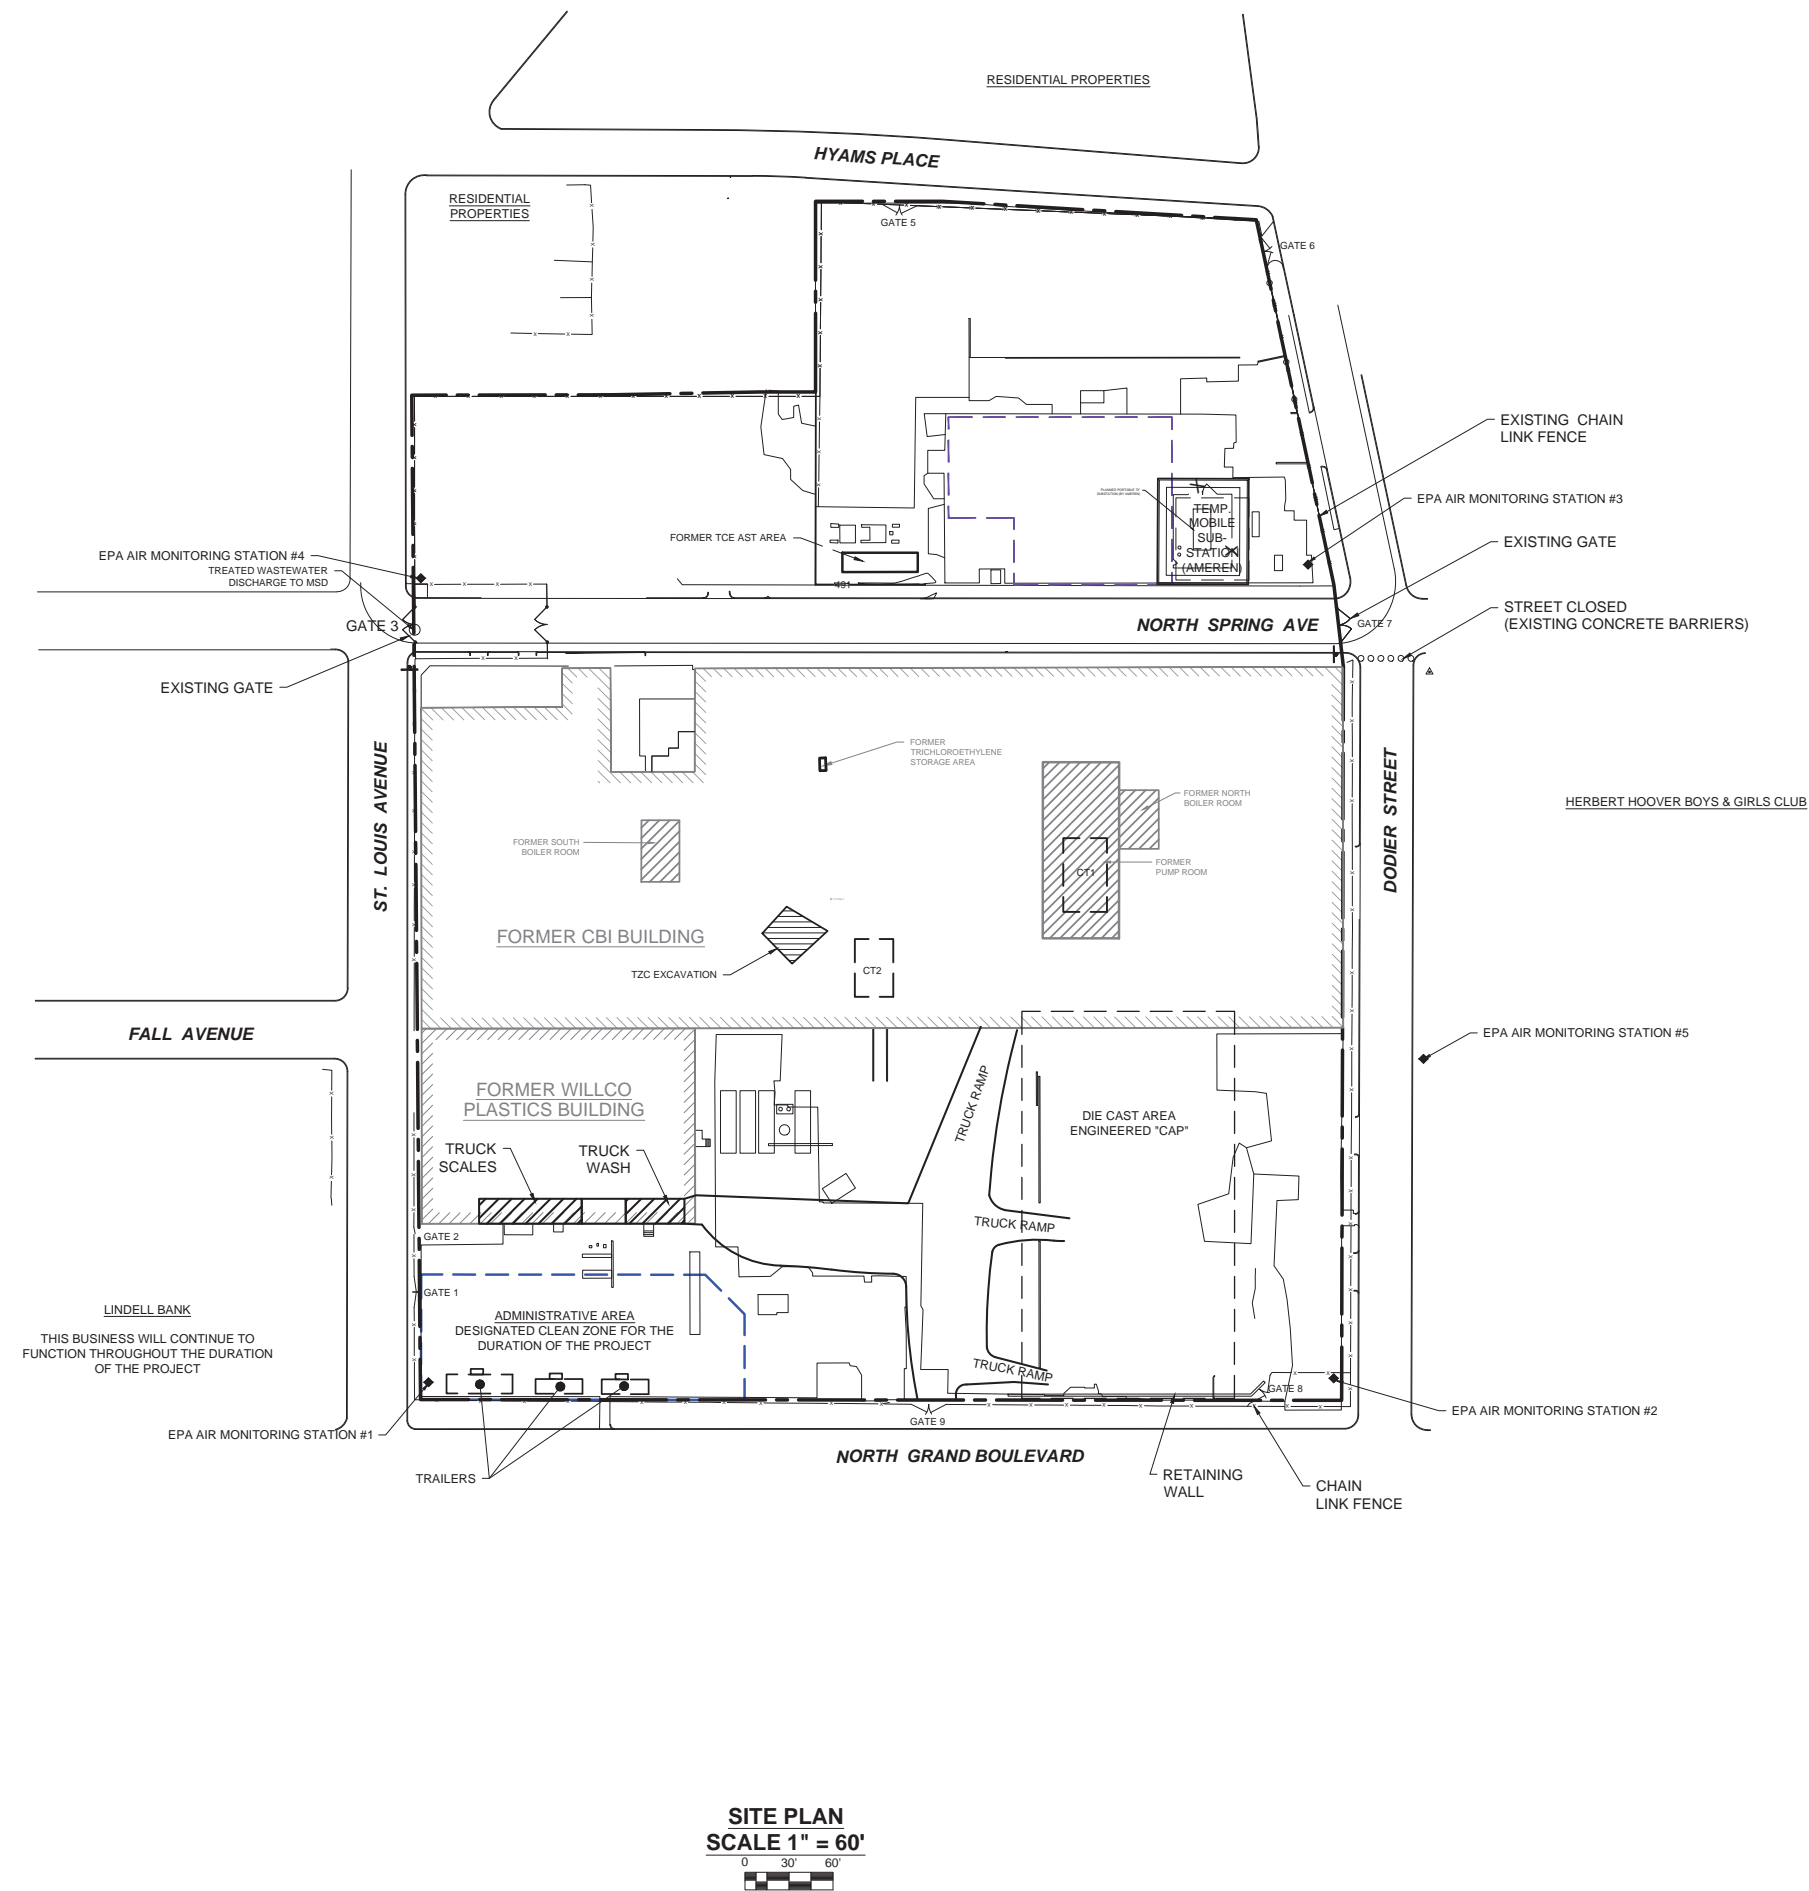 RESIDENTIAL PROPERTIES
HYAMS PLACE
RESIDENTIAL
PROPERTIES
GATE 5
GATE 6
EXISTING CHAIN
LINK FENCE
EPA AIR MONITORING STATION #3
TEMP.
MOBILE
SUB-
STATION
(AMEREN)
FORMER TCE AST AREA
EXISTING GATE
EPA AIR MONITORING STATION #4
TREATED WASTEWATER
DISCHARGE TO MSD
GATE 3
NORTH SPRING AVE
GATE 7
STREET CLOSED
(EXISTING CONCRETE BARRIERS)
EXISTING GATE
ST. LOUIS AVENUE
FORMER
TRICHLOROETHYLENE
STORAGE AREA
DODIER STREET
FORMER NORTH
BOILER ROOM
HERBERT HOOVER BOYS & GIRLS CLUB
FORMER SOUTH
BOILER ROOM
CT1
FORMER
PUMP ROOM
FORMER CBI BUILDING
TZC EXCAVATION
CT2
FALL AVENUE
EPA AIR MONITORING STATION #5
FORMER WILLCO
PLASTICS BUILDING
TRUCK RAMP
DIE CAST AREA
ENGINEERED "CAP"
TRUCK
SCALES
TRUCK
WASH
TRUCK RAMP
GATE 2
GATE 1
LINDELL BANK
THIS BUSINESS WILL CONTINUE TO
FUNCTION THROUGHOUT THE DURATION
OF THE PROJECT
ADMINISTRATIVE AREA
DESIGNATED CLEAN ZONE FOR THE
DURATION OF THE PROJECT
TRUCK RAMP
GATE 8
GATE 9
EPA AIR MONITORING STATION #2
EPA AIR MONITORING STATION #1
NORTH GRAND BOULEVARD
TRAILERS
RETAINING
WALL
CHAIN
LINK FENCE
SITE PLAN
SCALE 1" = 60'
0 30' 60'